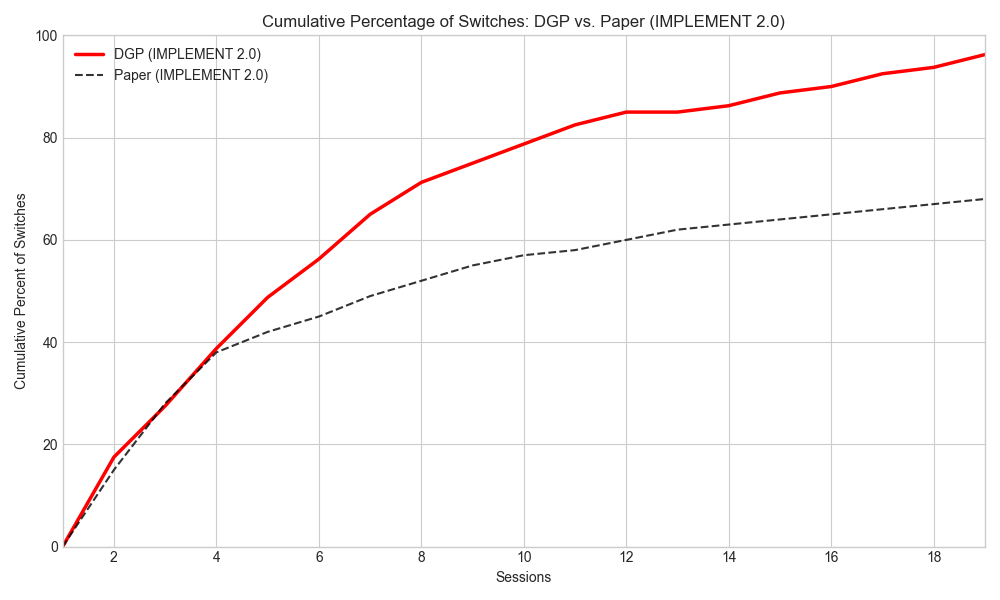 Cumulative Percentage of Switches: DGP vs. Paper (IMPLEMENT 2.0)
DGP (IMPLEMENT 2.0)
Paper (IMPLEMENT 2.0)
Cumulative Percent of Switches
100
80
60
40
20
0
2 4 6 8 10 12 14 16 18
Sessions